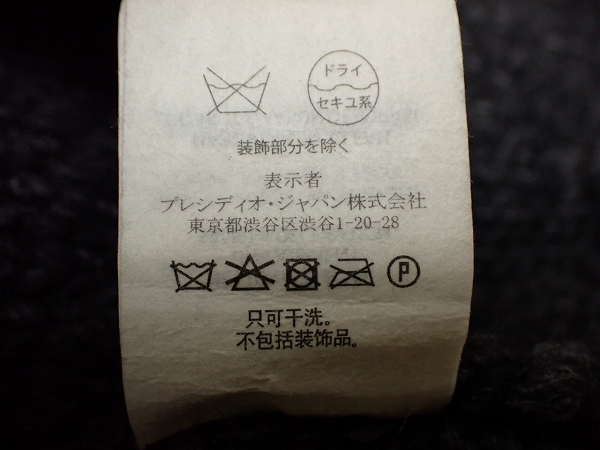 ドライ
セキユ系
装飾部分を除く
表示者
プレシディオ・ジャパン株式会社
東京都渋谷区渋谷1-20-28
P
只可干洗。
不包括装饰品。